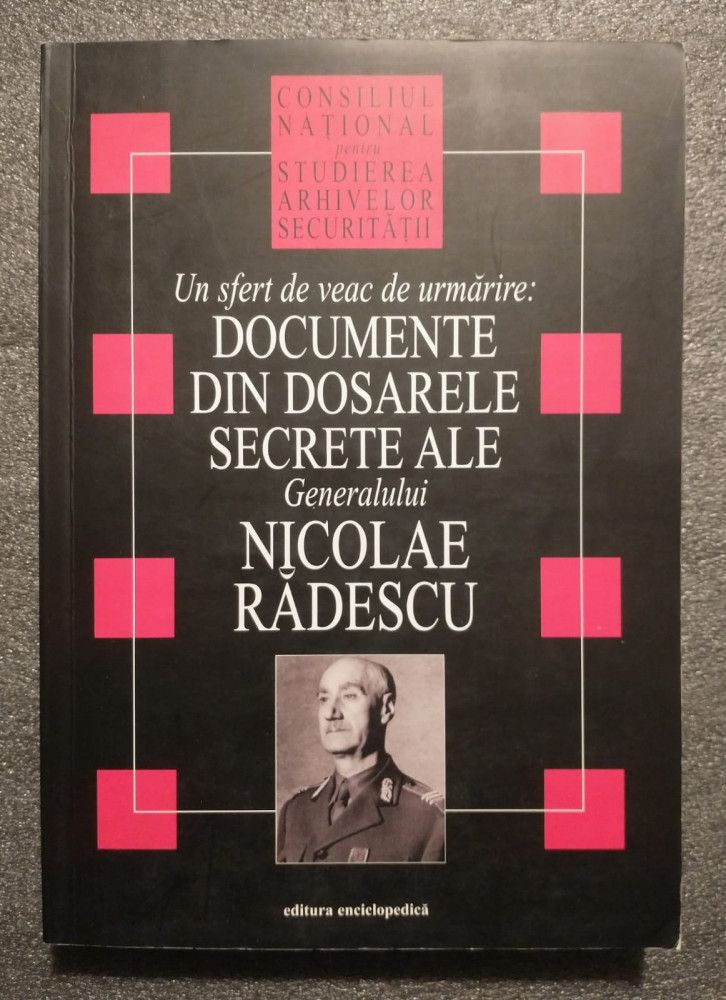 CONSILIUL
NAȚIONAL
pentru
STUDIEREA
ARHIVELOR
SECURITĂȚII
Un sfert de veac de urmărire:
DOCUMENTE
DIN DOSARELE
SECRETE ALE
Generalului
NICOLAE
RĂDESCU
editura enciclopedică